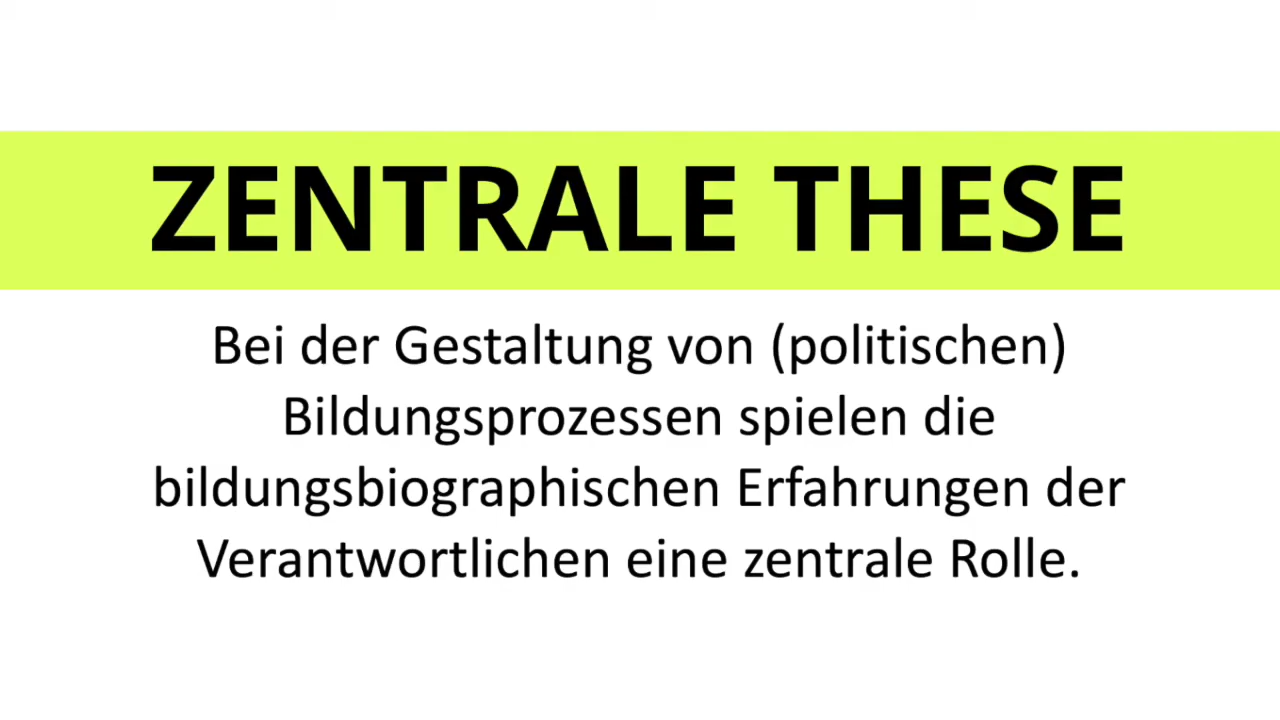 ZENTRALE THESE
Bei der Gestaltung von (politischen)
Bildungsprozessen spielen die
bildungsbiographischen Erfahrungen der
Verantwortlichen eine zentrale Rolle.